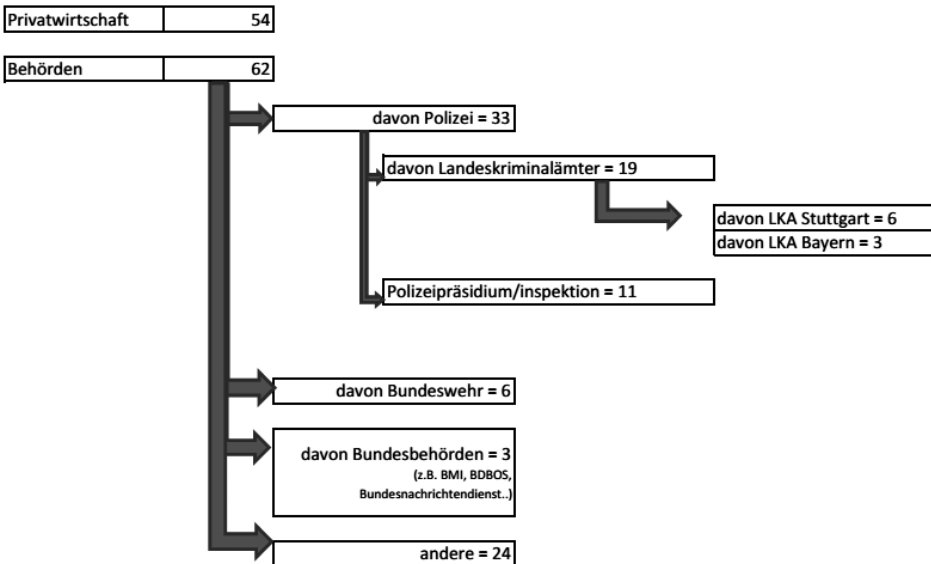 Privatwirtschaft 54
Behörden 62
davon Polizei = 33
davon Landeskriminalämter = 19
davon LKA Stuttgart = 6
davon LKA Bayern = 3
Polizeipräsidium/inspektion = 11
davon Bundeswehr = 6
davon Bundesbehörden = 3
(z.B. BMI, BDBOS,
Bundesnachrichtendienst..)
andere = 24